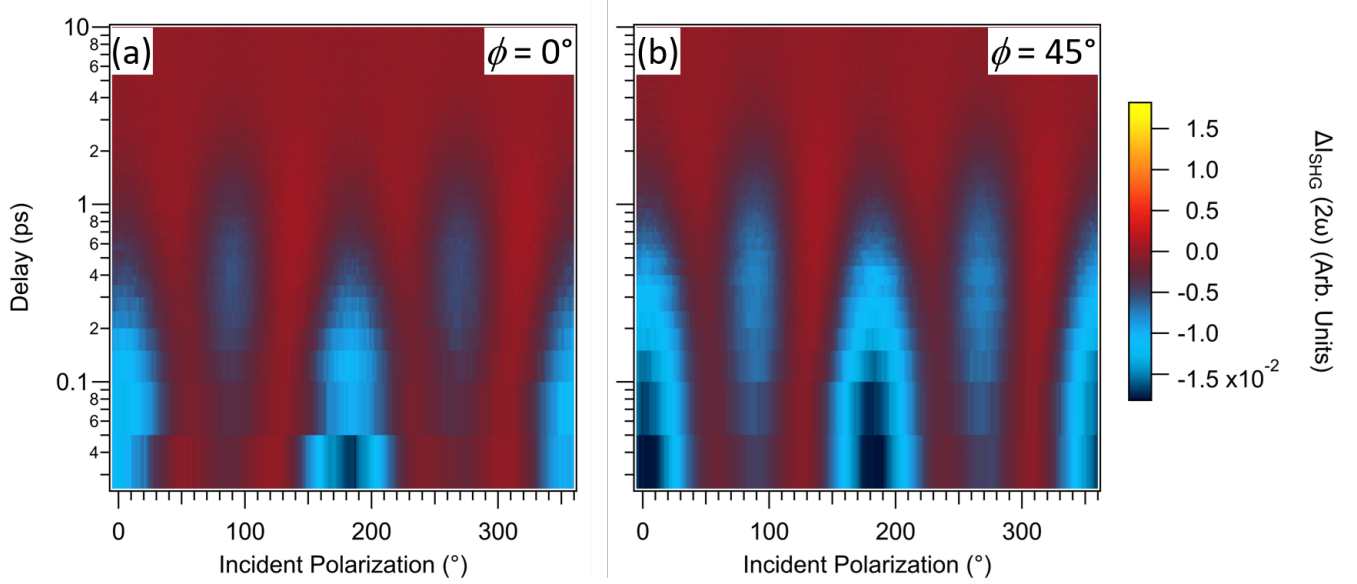 (a)
ϕ = 0°
(b)
ϕ = 45°
10
8
6
4
2
1
8
6
4
2
0.1
8
6
4
Delay (ps)
0 100 200 300
Incident Polarization (°)
0 100 200 300
Incident Polarization (°)
1.5
1.0
0.5
0.0
-0.5
-1.0
-1.5 x10⁻²
ΔI_SHG (2ω) (Arb. Units)